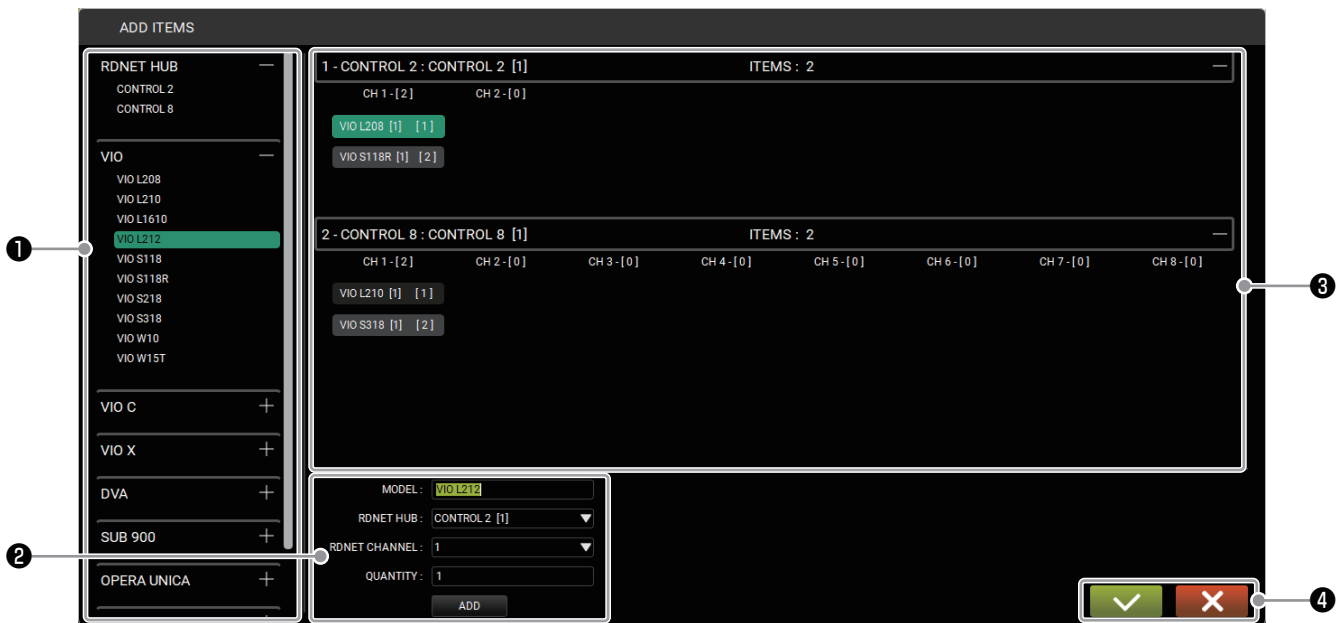 ADD ITEMS
RDNET HUB
CONTROL 2
CONTROL 8
VIO
VIO L208
VIO L210
VIO L1610
VIO L212
VIO S118
VIO S118R
VIO S218
VIO S318
VIO W10
VIO W15T
VIO C
VIO X
DVA
SUB 900
OPERA UNICA
1 - CONTROL 2 : CONTROL 2 [1] ITEMS : 2
CH 1 - [ 2 ] CH 2 - [ 0 ]
VIO L208 [1] [ 1 ]
VIO S118R [1] [ 2 ]
2 - CONTROL 8 : CONTROL 8 [1] ITEMS : 2
CH 1 - [ 2 ] CH 2 - [ 0 ] CH 3 - [ 0 ] CH 4 - [ 0 ] CH 5 - [ 0 ] CH 6 - [ 0 ] CH 7 - [ 0 ] CH 8 - [ 0 ]
VIO L210 [1] [ 1 ]
VIO S318 [1] [ 2 ]
MODEL : VIO L212
RDNET HUB : CONTROL 2 [1]
RDNET CHANNEL : 1
QUANTITY : 1
ADD
❶
❷
❸
❹